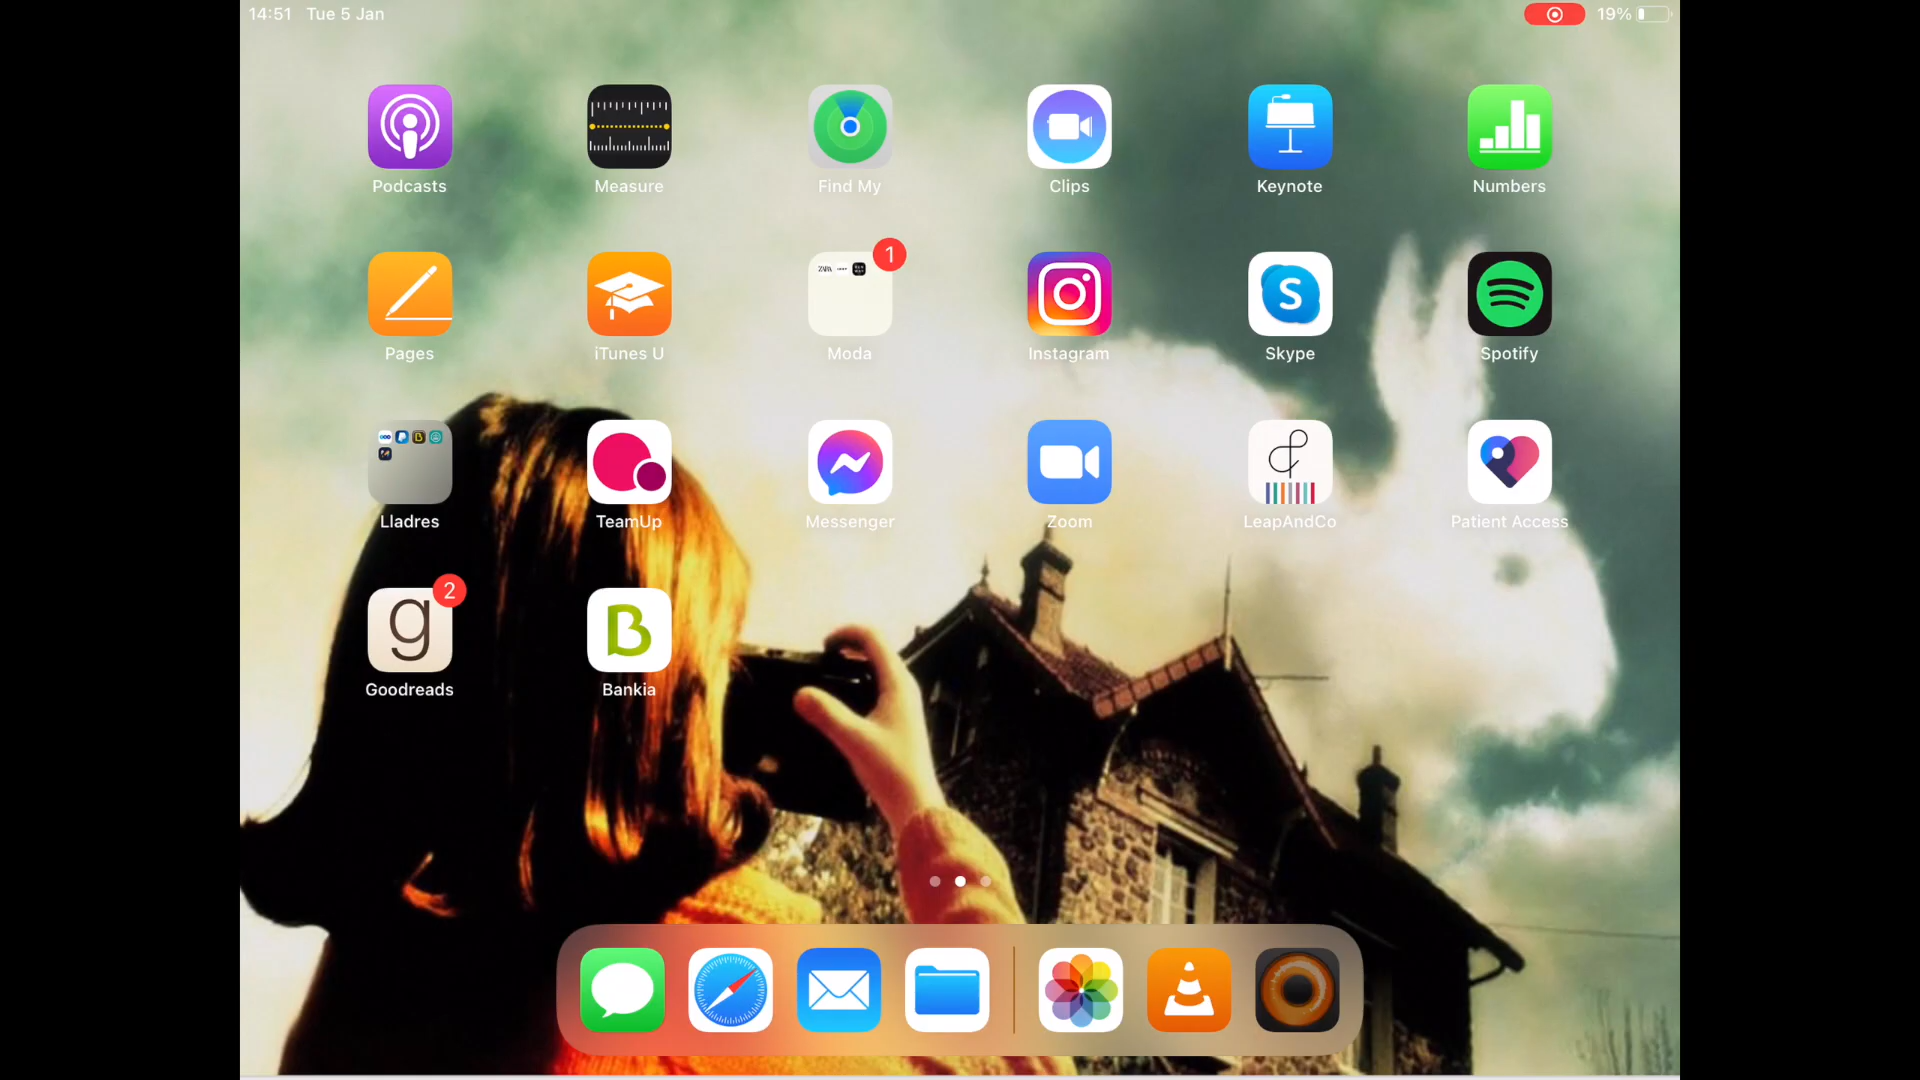 14:51 Tue 5 Jan
19%
Podcasts
Measure
Find My
Clips
Keynote
Numbers
1
ZARA
Pages
iTunes U
Moda
Instagram
S
Skype
Spotify
B
Lladres
TeamUp
Messenger
Zoom
LeapAndCo
Patient Access
2
g
B
Goodreads
Bankia